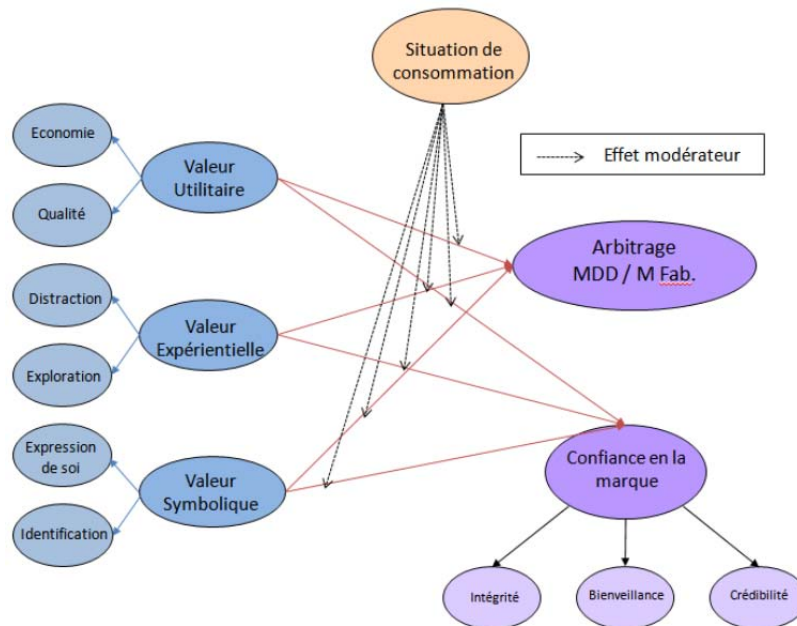 Situation de
consommation
Economie
Valeur
Utilitaire
Effet modérateur
Qualité
Arbitrage
MDD / M Fab.
Distraction
Valeur
Expérientielle
Exploration
Expression
de soi
Confiance en la
marque
Valeur
Symbolique
Identification
Intégrité
Bienveillance
Crédibilité